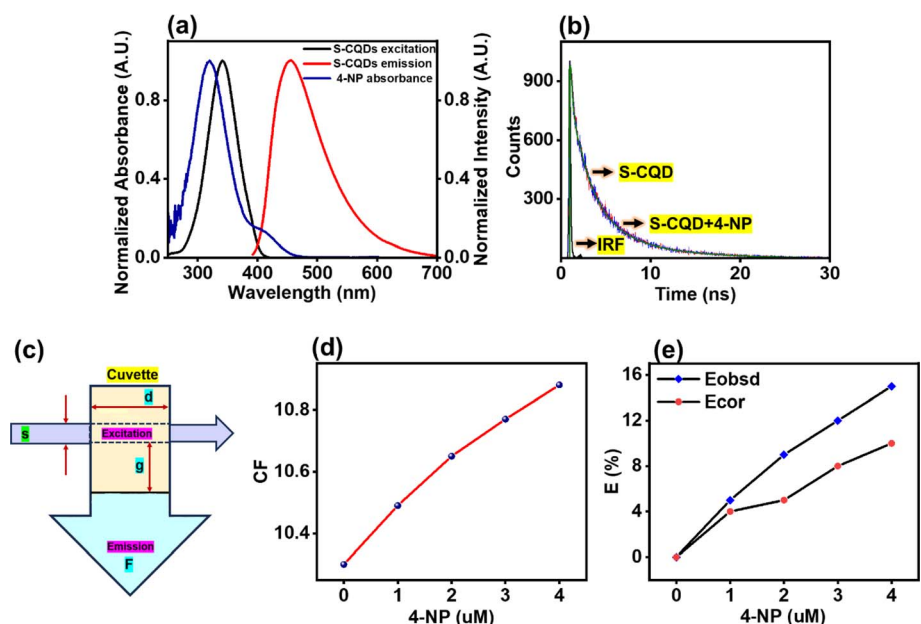 (a)
Normalized Absorbance (A.U.)
0.8
0.4
0.0
S-CQDs excitation
S-CQDs emission
4-NP absorbance
0.8
0.4
0.0
Normalized Intensity (A.U.)
300 400 500 600 700
Wavelength (nm)
(b)
Counts
900
600
300
S-CQD
S-CQD+4-NP
IRF
0 10 20 30
Time (ns)
(c)
Cuvette
d
s
Excitation
g
Emission
F
(d)
CF
10.8
10.6
10.4
0 1 2 3 4
4-NP (uM)
(e)
E (%)
16
12
8
4
0
Eobsd
Ecor
0 1 2 3 4
4-NP (uM)